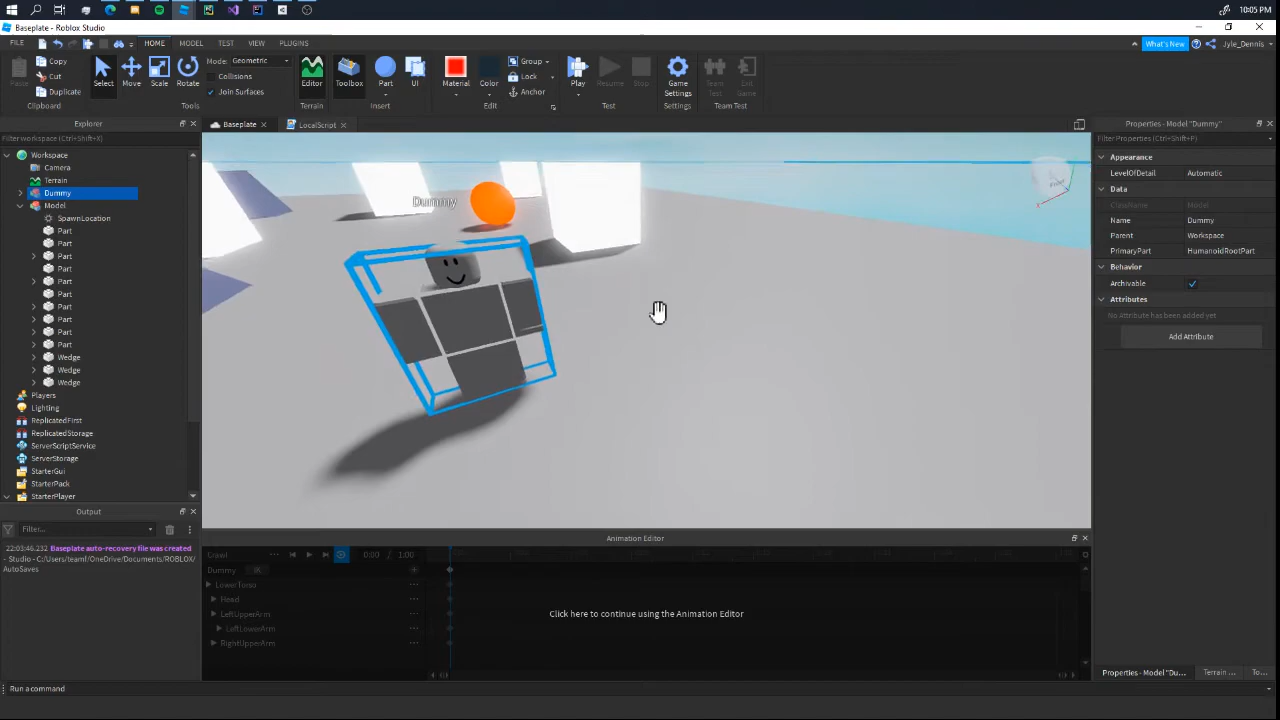 10:05 PM
Baseplate - Roblox Studio
FILE HOME MODEL TEST VIEW PLUGINS What's New Jyle_Dennis
Paste Copy Cut Duplicate Select Move Scale Rotate Mode: Geometric Collisions Join Surfaces Editor Toolbox Part UI Material Color Group Lock Anchor Play Resume Stop Game Settings Team Test Exit Game
Clipboard Tools Terrain Insert Edit Test Settings Team Test
Explorer
Filter workspace (Ctrl+Shift+X)
Workspace
Camera
Terrain
Dummy
Model
SpawnLocation
Part
Part
Part
Part
Part
Part
Part
Part
Part
Part
Wedge
Wedge
Wedge
Players
Lighting
ReplicatedFirst
ReplicatedStorage
ServerScriptService
ServerStorage
StarterGui
StarterPack
StarterPlayer
Output
Filter...
22:03:46.232 Baseplate auto-recovery file was created
- Studio - C:/Users/teaml/OneDrive/Documents/ROBLOX/
AutoSaves
Baseplate LocalScript
Dummy
Animation Editor
Crawl 0:00 / 1:00
Dummy IK
LowerTorso
Head
LeftUpperArm
LeftLowerArm
RightUpperArm
Click here to continue using the Animation Editor
Properties - Model "Dummy"
Filter Properties (Ctrl+Shift+P)
Appearance
LevelOfDetail Automatic
Data
ClassName Model
Name Dummy
Parent Workspace
PrimaryPart HumanoidRootPart
Behavior
Archivable
Attributes
No Attribute has been added yet
Add Attribute
Properties - Model "Du... Terrain ... To...
Run a command